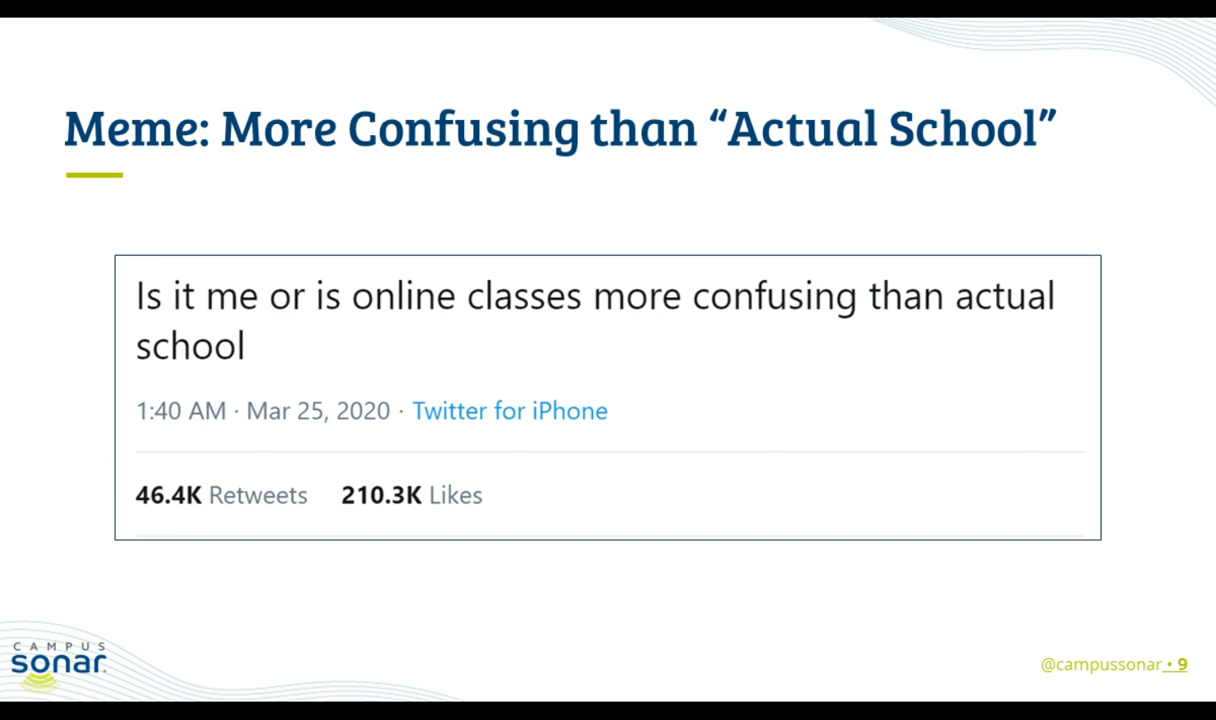 Meme: More Confusing than “Actual School”
Is it me or is online classes more confusing than actual
school
1:40 AM · Mar 25, 2020 · Twitter for iPhone
46.4K Retweets 210.3K Likes
CAMPUS
sonar
@campussonar • 9